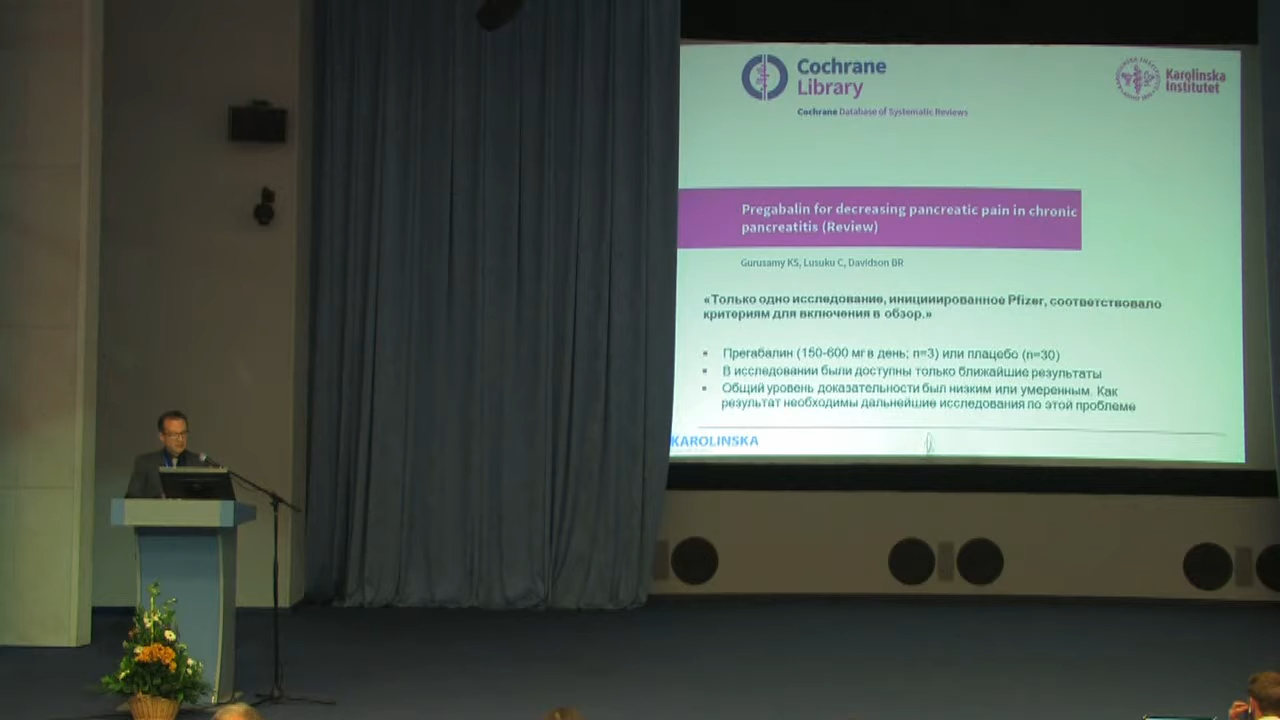 Cochrane
Library
Cochrane Database of Systematic Reviews
Karolinska
Institutet
Pregabalin for decreasing pancreatic pain in chronic
pancreatitis (Review)
Gurusamy KS, Lusuku C, Davidson BR
«Только одно исследование, инициированное Pfizer, соответствовало
критериям для включения в обзор.»
▪ Прегабалин (150-600 мг в день; n=3) или плацебо (n=30)
▪ В исследовании были доступны только ближайшие результаты
▪ Общий уровень доказательности был низким или умеренным. Как
результат необходимы дальнейшие исследования по этой проблеме
KAROLINSKA